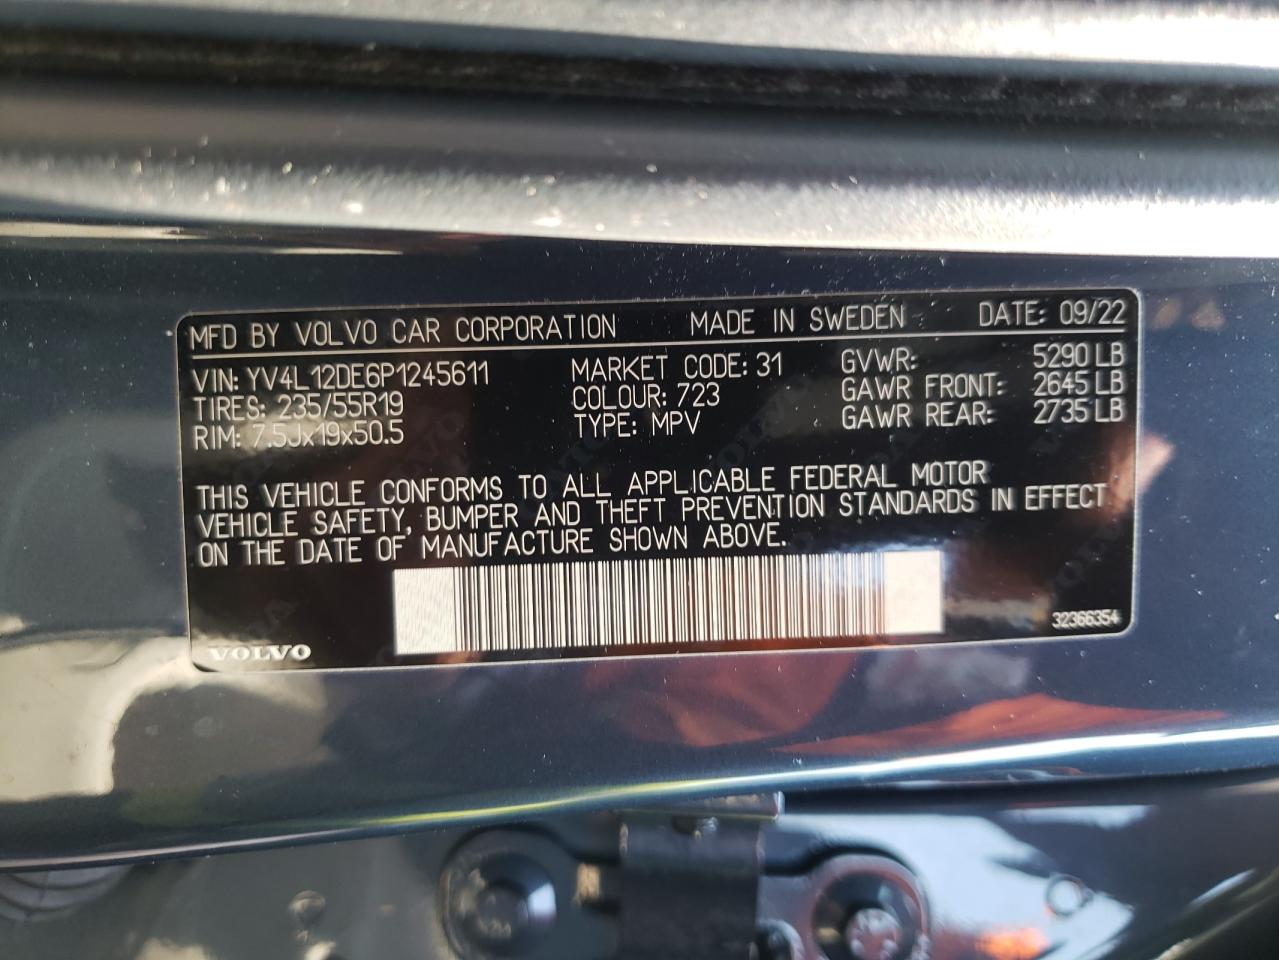 MFD BY VOLVO CAR CORPORATION MADE IN SWEDEN DATE: 09/22
VIN: YV4L12DE6P1245611 MARKET CODE: 31 GVWR: 5290 LB
TIRES: 235/55R19 COLOUR: 723 GAWR FRONT: 2645 LB
RIM: 7.5Jx19x50.5 TYPE: MPV GAWR REAR: 2735 LB
THIS VEHICLE CONFORMS TO ALL APPLICABLE FEDERAL MOTOR
VEHICLE SAFETY, BUMPER AND THEFT PREVENTION STANDARDS IN EFFECT
ON THE DATE OF MANUFACTURE SHOWN ABOVE.
VOLVO 32366354